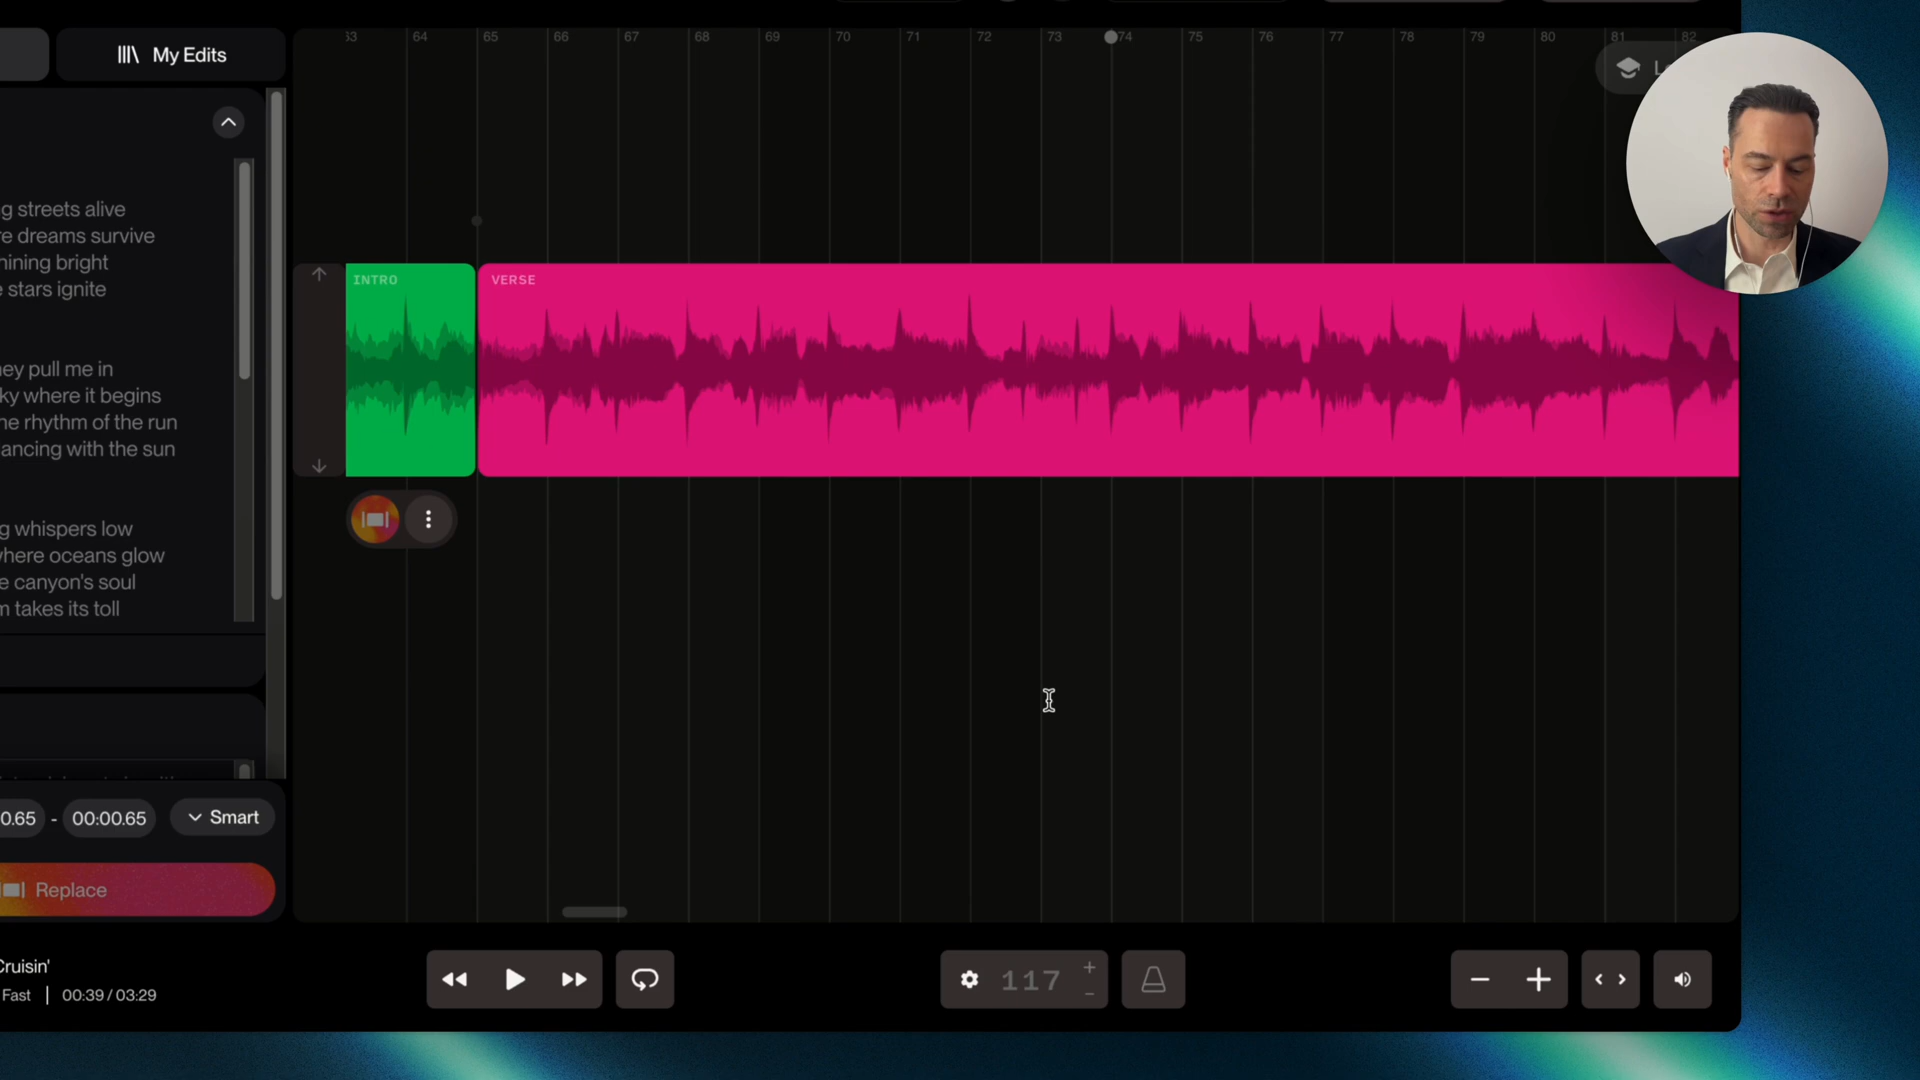 My Edits
63 64 65 66 67 68 69 70 71 72 73 74 75 76 77 78 79 80 81 82
g streets alive
re dreams survive
hining bright
e stars ignite
INTRO
VERSE
ey pull me in
ky where it begins
he rhythm of the run
ancing with the sun
g whispers low
where oceans glow
e canyon's soul
m takes its toll
0.65 - 00:00.65 Smart
Replace
Cruisin'
Fast | 00:39 / 03:29
117